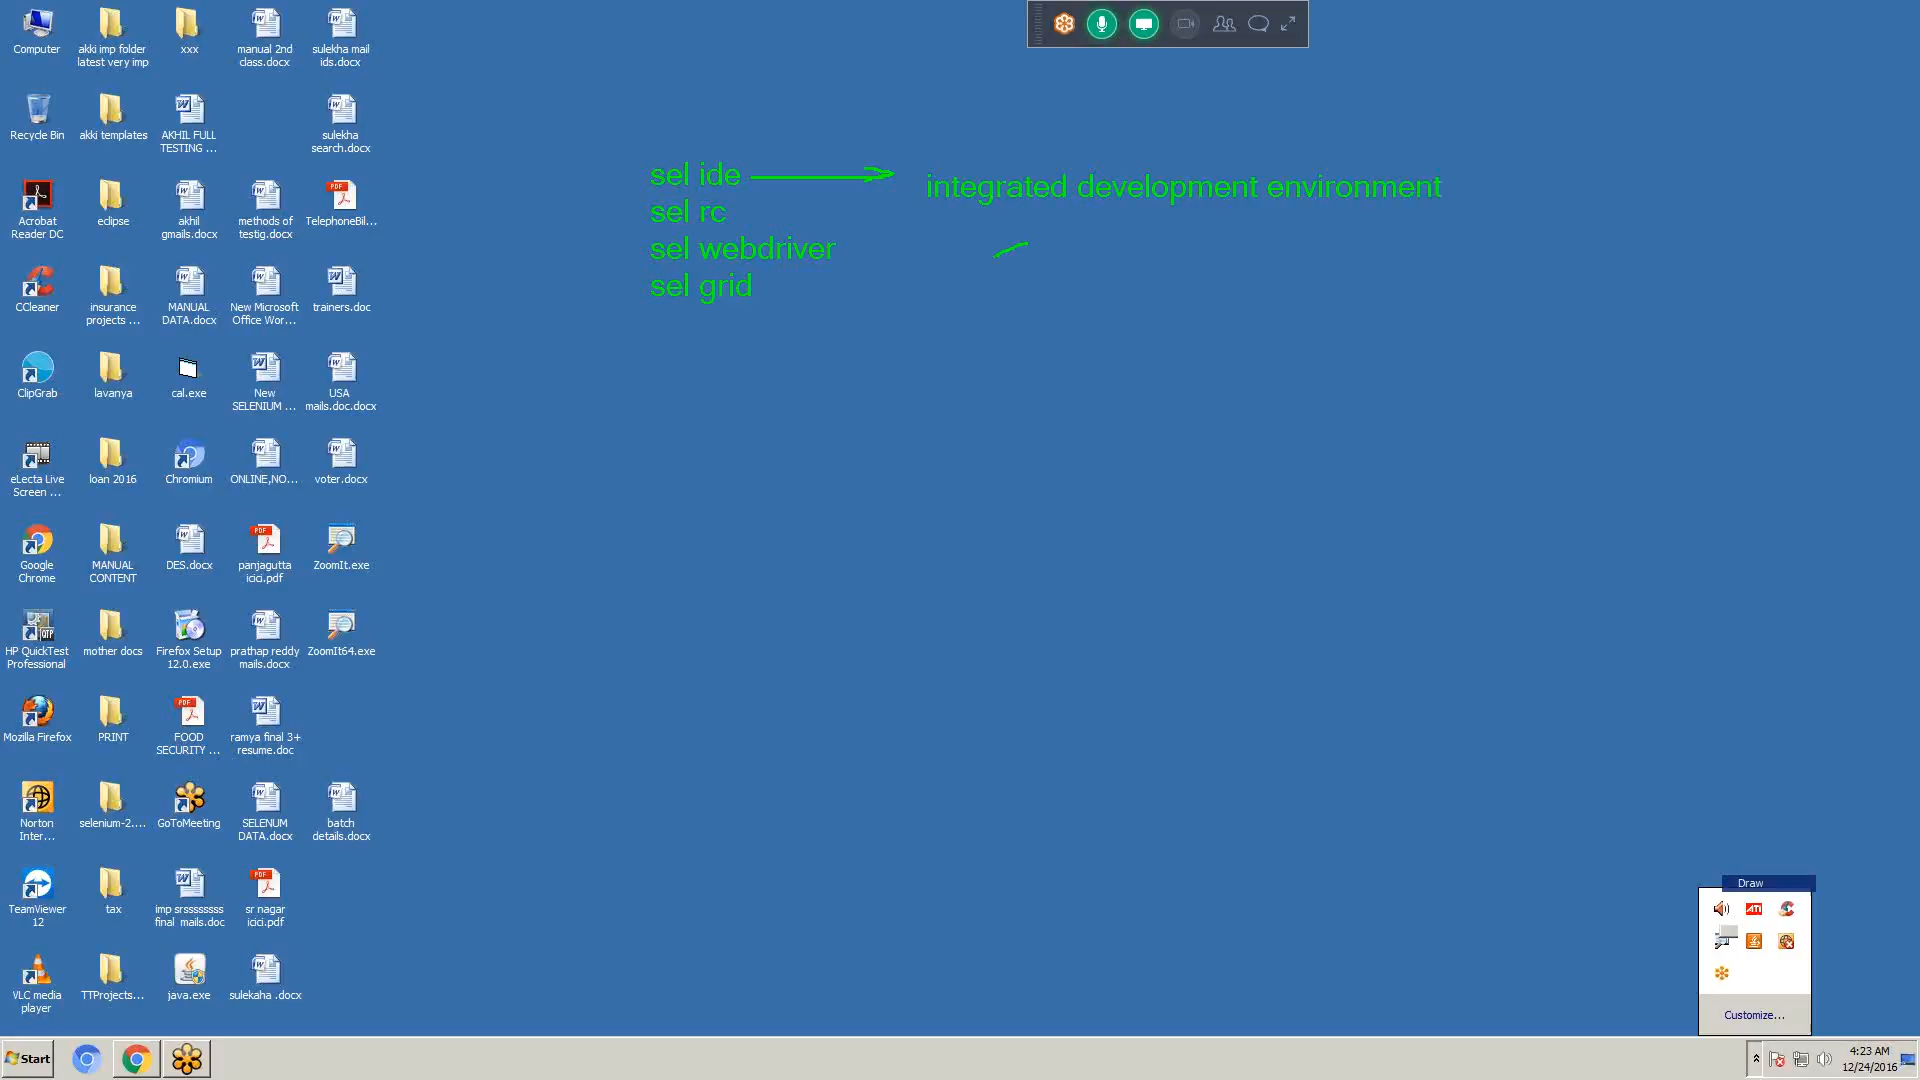 Computer
akki imp folder
latest very imp
xxx
manual 2nd
class.docx
sulekha mail
ids.docx
Recycle Bin
akki templates
AKHIL FULL
TESTING ...
sulekha
search.docx
sel ide
integrated development environment
sel rc
sel webdriver
sel grid
Acrobat
Reader DC
eclipse
akhil
gmails.docx
methods of
testig.docx
TelephoneBil...
CCleaner
insurance
projects ...
MANUAL
DATA.docx
New Microsoft
Office Wor...
trainers.doc
ClipGrab
lavanya
cal.exe
New
SELENIUM ...
USA
mails.doc.docx
eLecta Live
Screen ...
loan 2016
Chromium
ONLINE,NO...
voter.docx
Google
Chrome
MANUAL
CONTENT
DES.docx
panjagutta
icici.pdf
ZoomIt.exe
HP QuickTest
Professional
mother docs
Firefox Setup
12.0.exe
prathap reddy
mails.docx
ZoomIt64.exe
Mozilla Firefox
PRINT
FOOD
SECURITY ...
ramya final 3+
resume.doc
Norton
Inter...
selenium-2....
GoToMeeting
SELENUM
DATA.docx
batch
details.docx
TeamViewer
12
tax
imp srssssssss
final mails.doc
sr nagar
icici.pdf
VLC media
player
TTProjects...
java.exe
sulekaha .docx
Draw
ATI
Customize...
Start
4:23 AM
12/24/2016